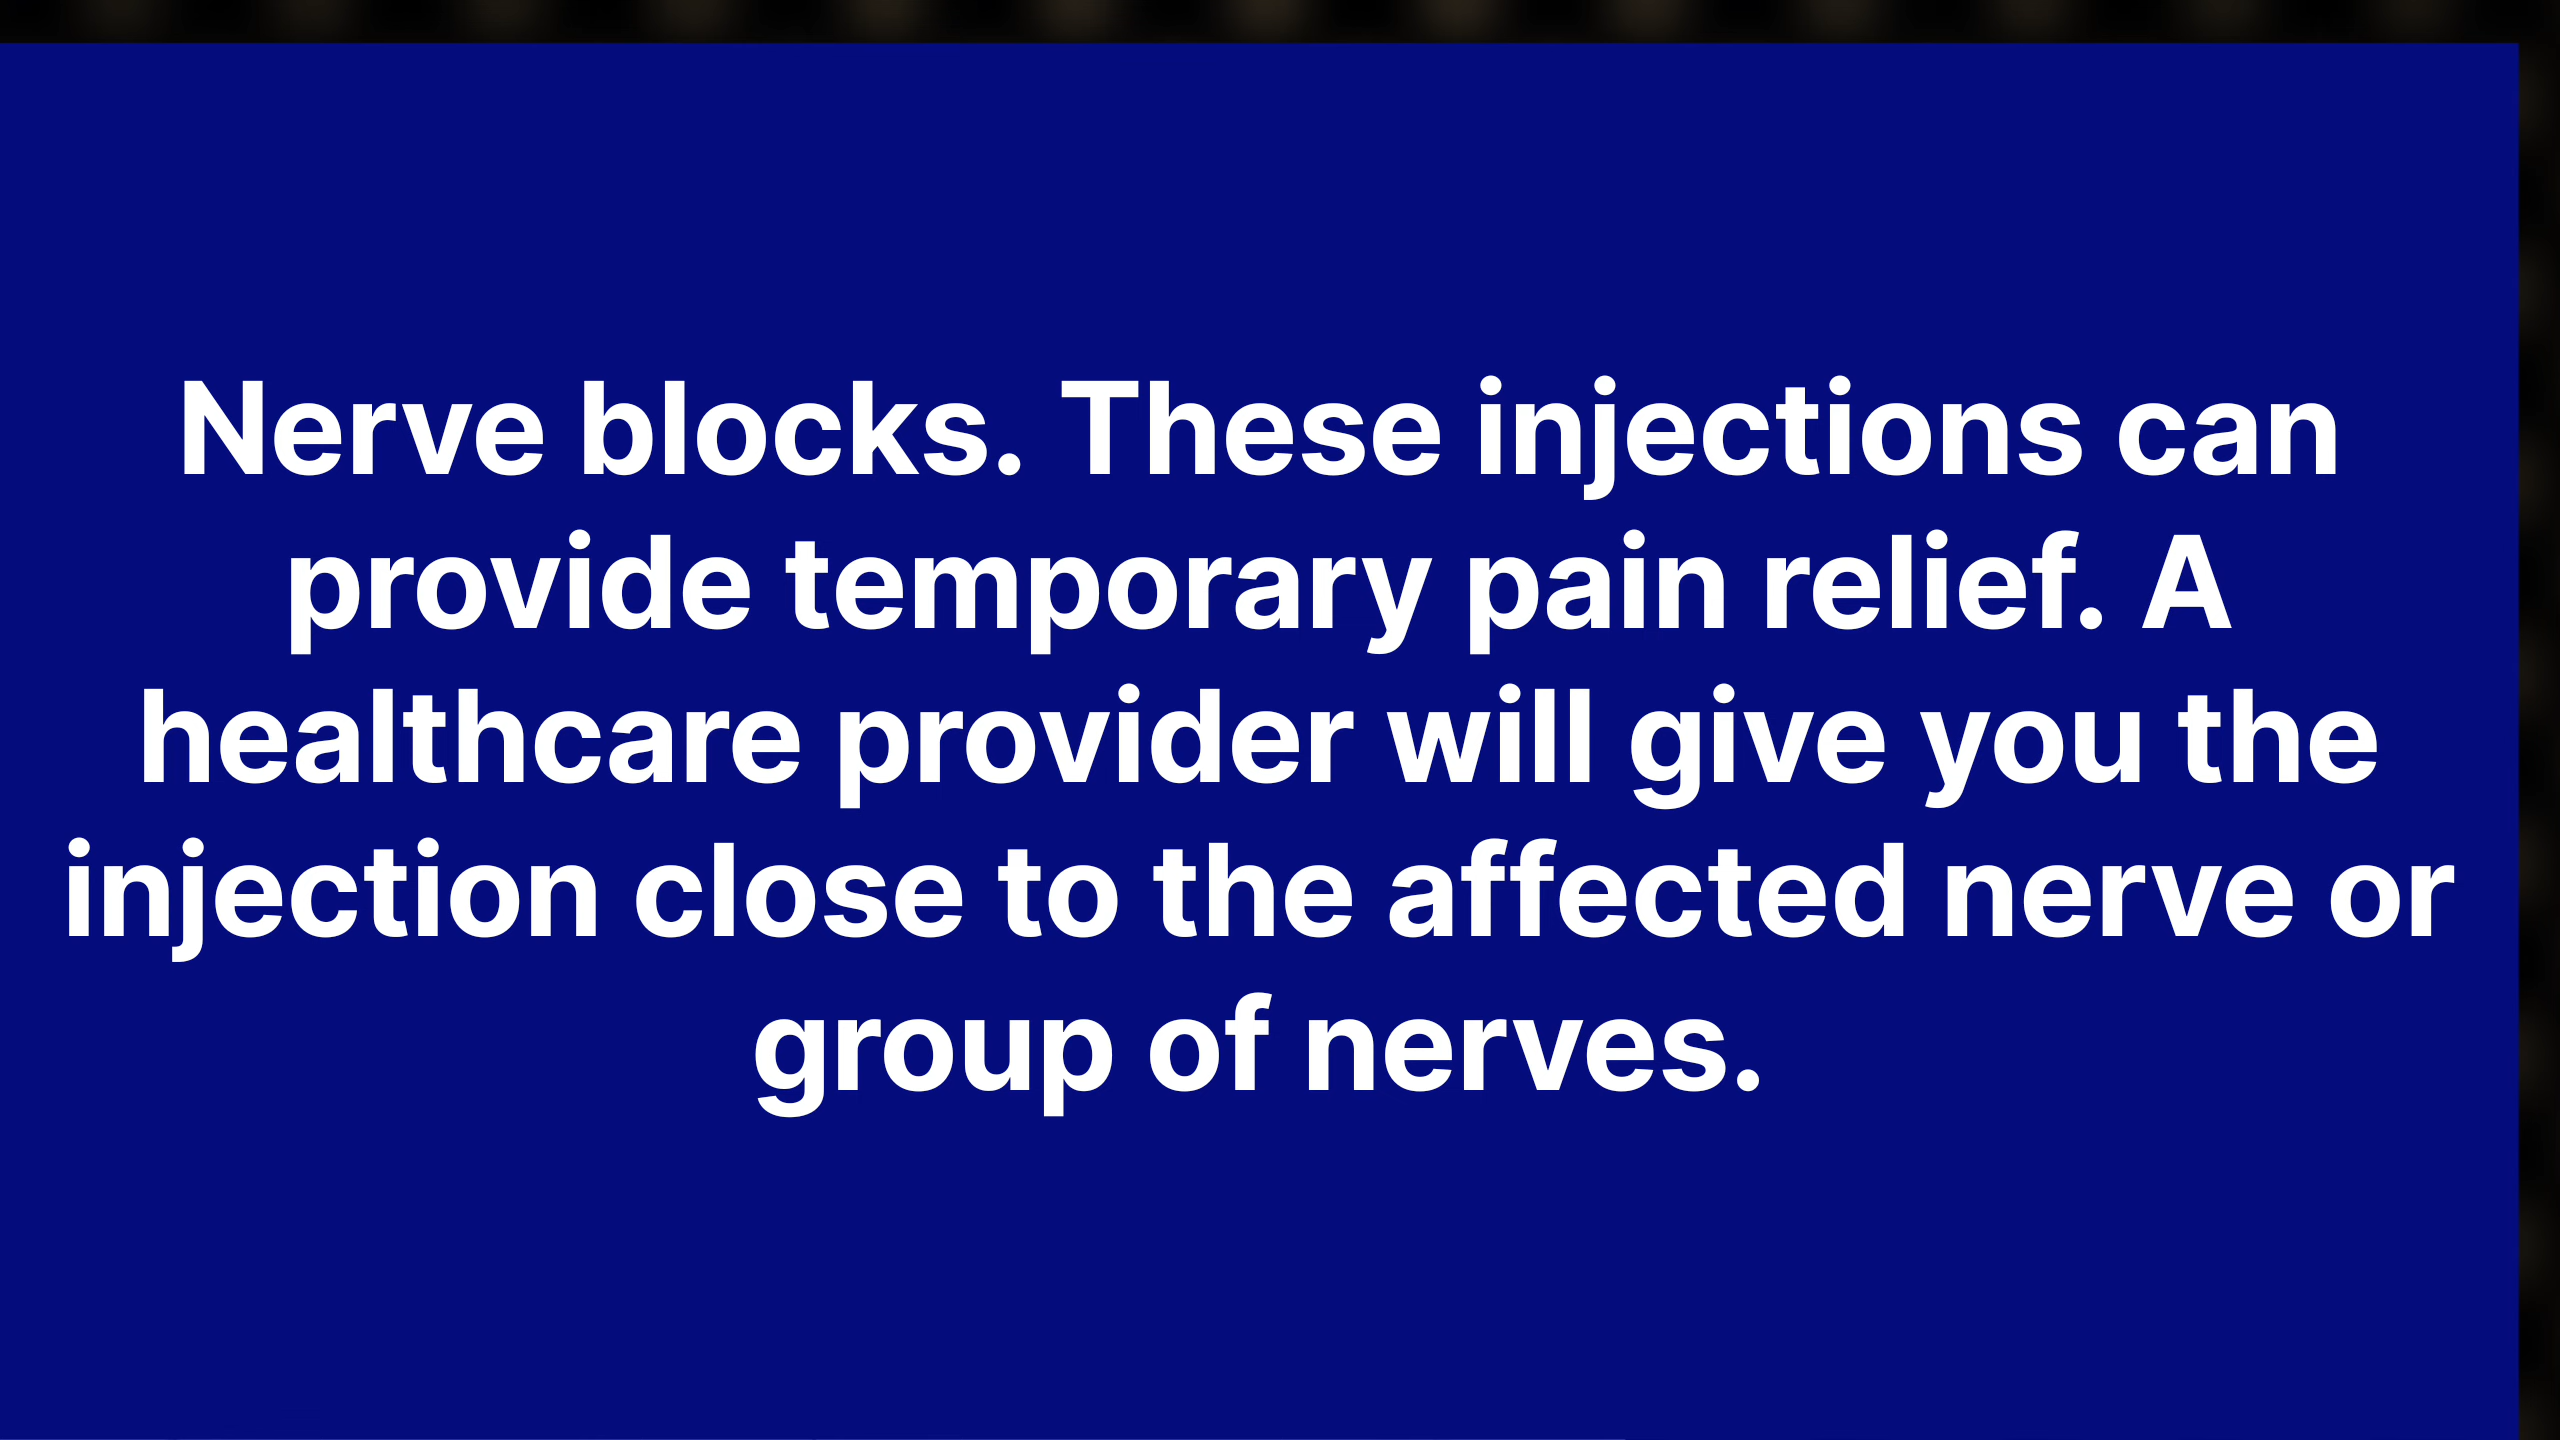 Nerve blocks. These injections can
provide temporary pain relief. A
healthcare provider will give you the
injection close to the affected nerve or
group of nerves.